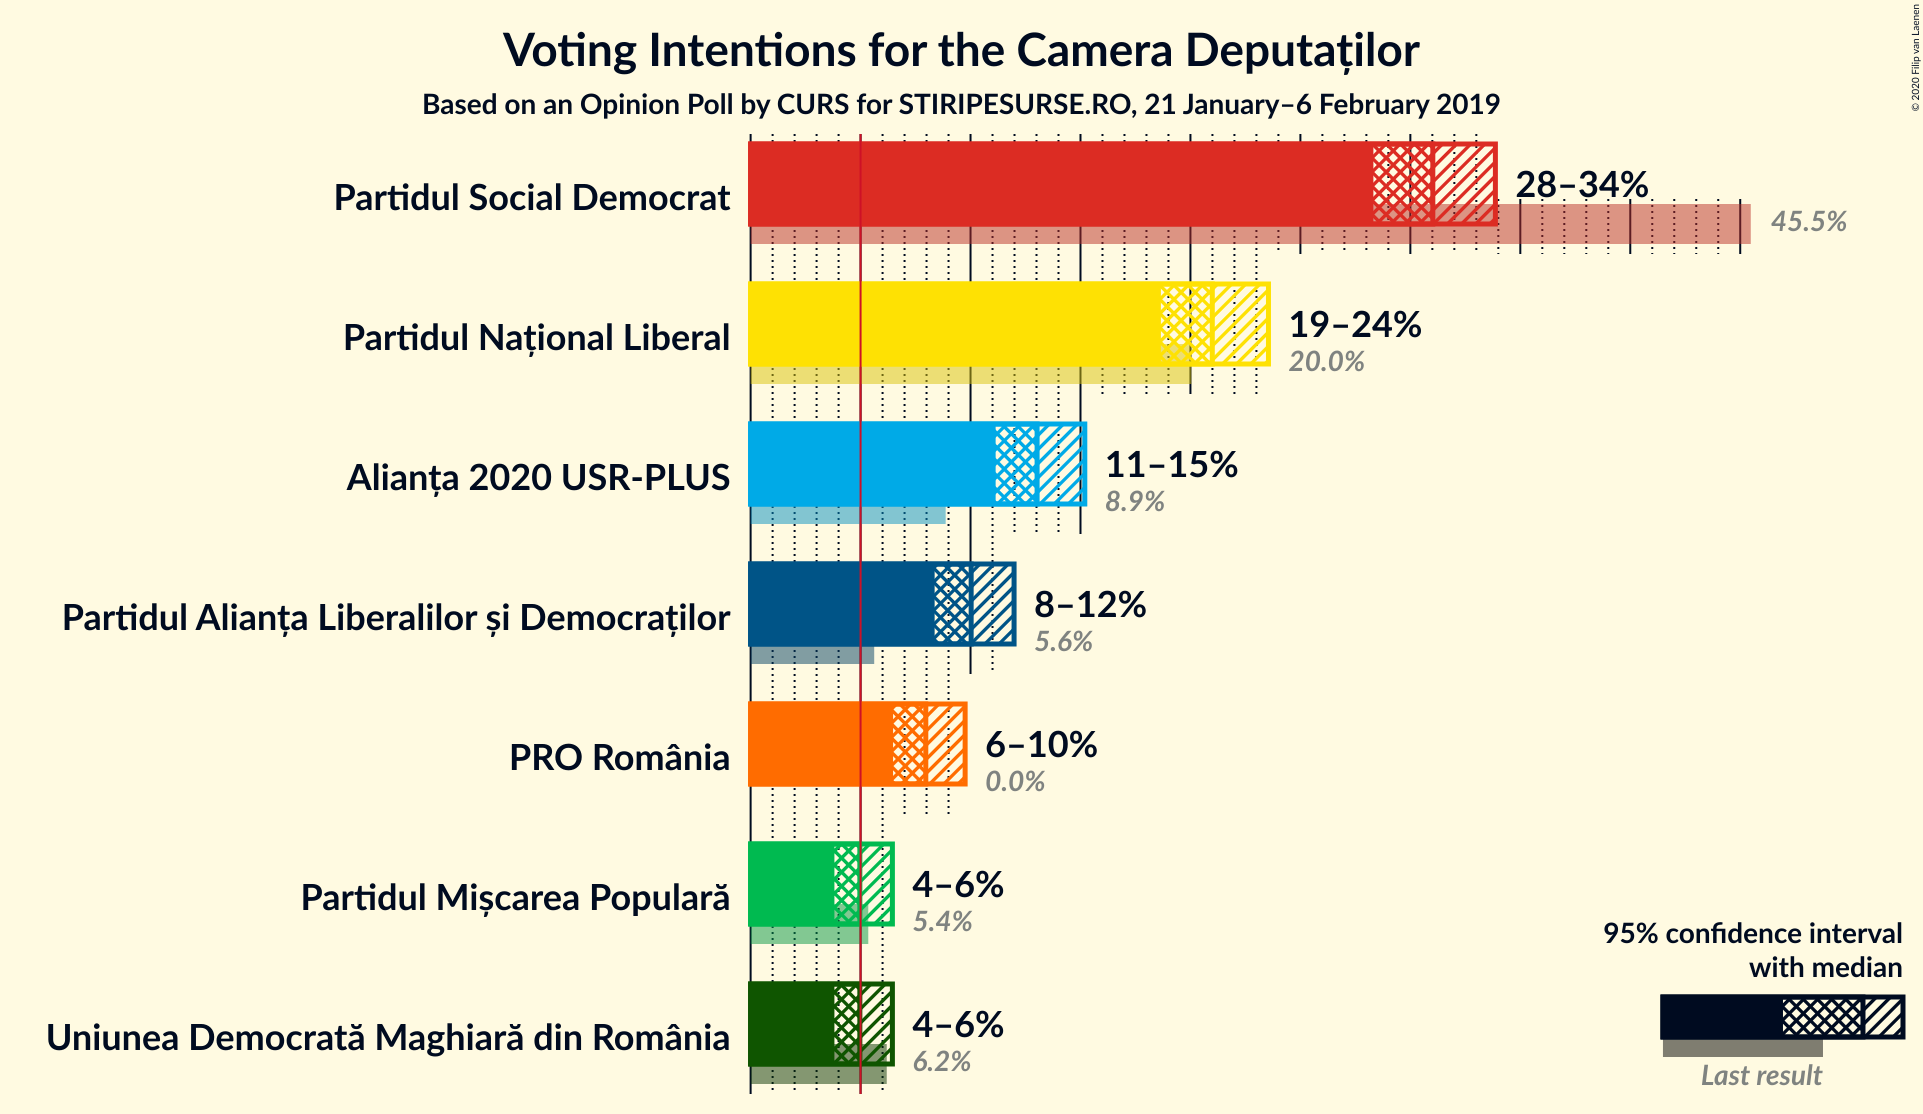 Voting Intentions for the Camera Deputaților
Based on an Opinion Poll by CURS for STIRIPESURSE.RO, 21 January–6 February 2019
© 2020 Filip van Laenen
Partidul Social Democrat
28–34%
45.5%
Partidul Național Liberal
19–24%
20.0%
Alianța 2020 USR-PLUS
11–15%
8.9%
Partidul Alianța Liberalilor și Democraților
8–12%
5.6%
PRO România
6–10%
0.0%
Partidul Mișcarea Populară
4–6%
5.4%
Uniunea Democrată Maghiară din România
4–6%
6.2%
95% confidence interval
with median
Last result